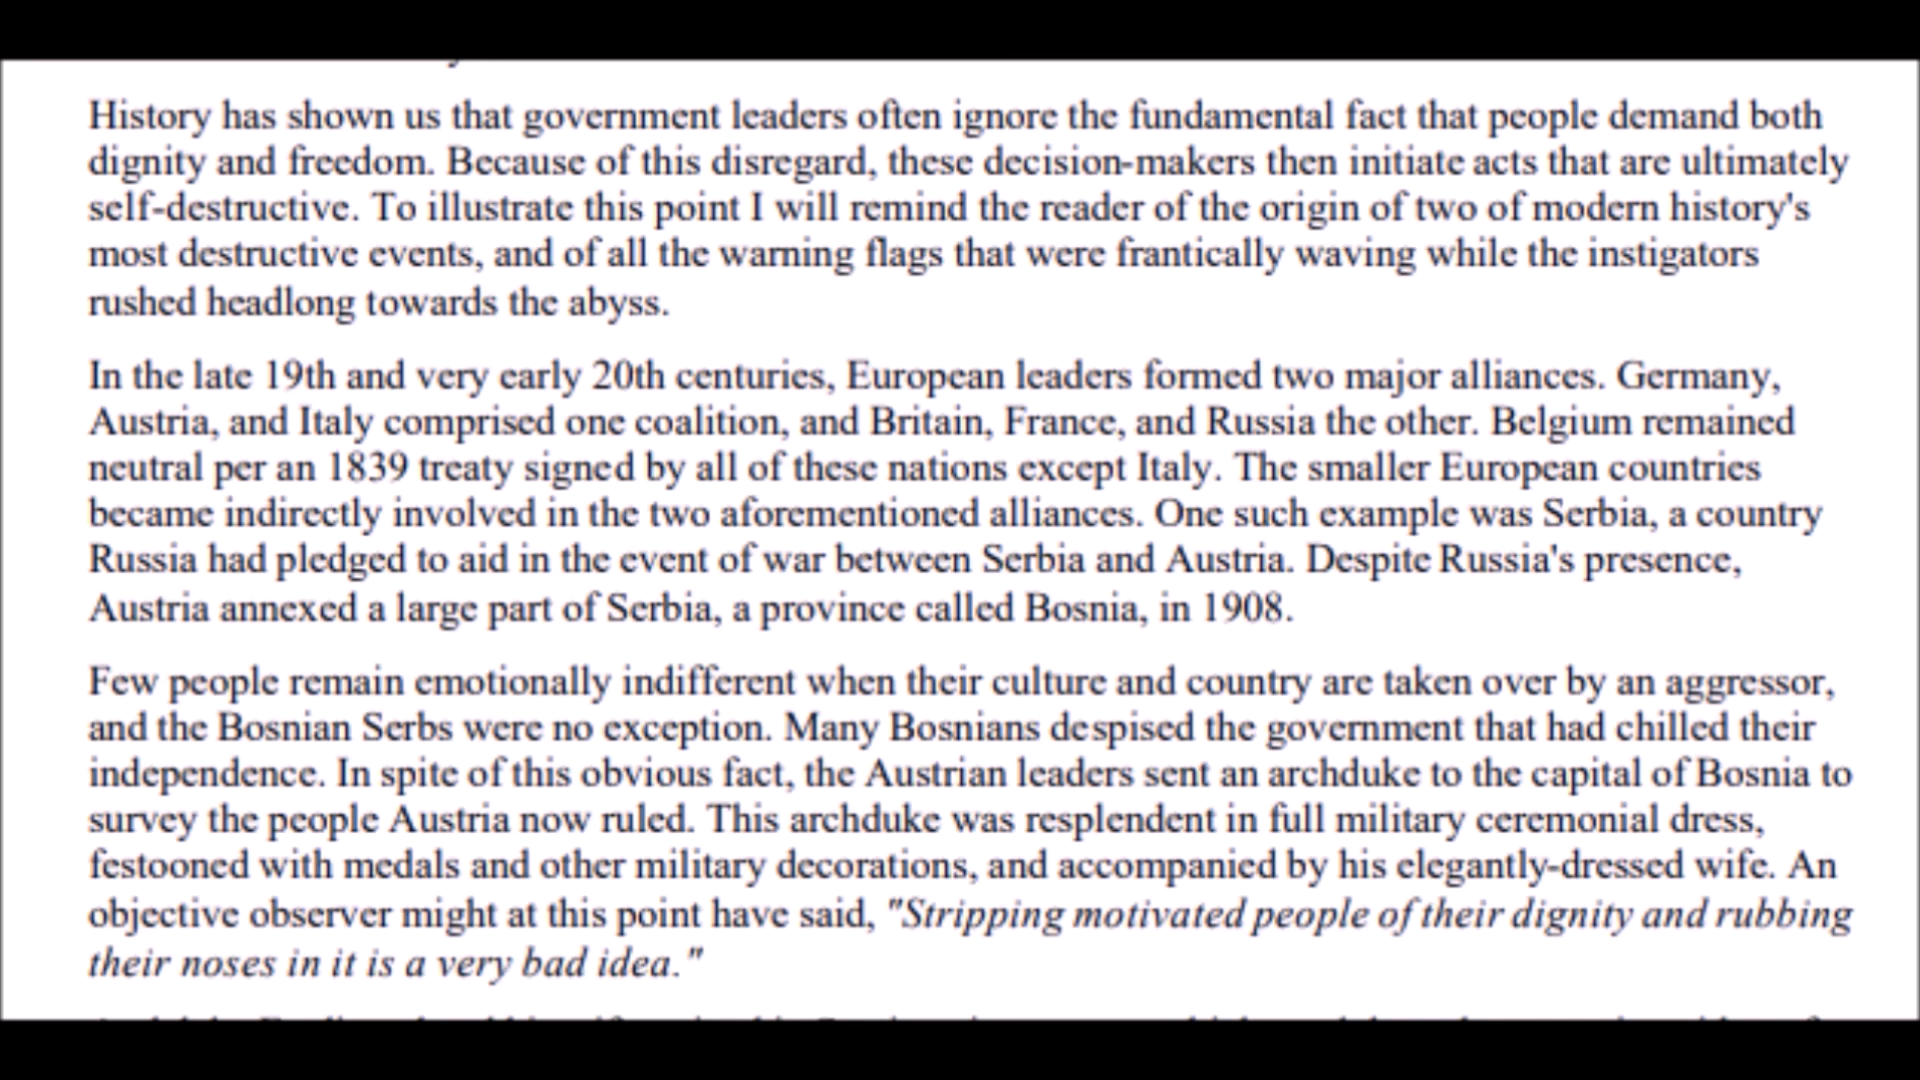 History has shown us that government leaders often ignore the fundamental fact that people demand both
dignity and freedom. Because of this disregard, these decision-makers then initiate acts that are ultimately
self-destructive. To illustrate this point I will remind the reader of the origin of two of modern history's
most destructive events, and of all the warning flags that were frantically waving while the instigators
rushed headlong towards the abyss.
In the late 19th and very early 20th centuries, European leaders formed two major alliances. Germany,
Austria, and Italy comprised one coalition, and Britain, France, and Russia the other. Belgium remained
neutral per an 1839 treaty signed by all of these nations except Italy. The smaller European countries
became indirectly involved in the two aforementioned alliances. One such example was Serbia, a country
Russia had pledged to aid in the event of war between Serbia and Austria. Despite Russia's presence,
Austria annexed a large part of Serbia, a province called Bosnia, in 1908.
Few people remain emotionally indifferent when their culture and country are taken over by an aggressor,
and the Bosnian Serbs were no exception. Many Bosnians despised the government that had chilled their
independence. In spite of this obvious fact, the Austrian leaders sent an archduke to the capital of Bosnia to
survey the people Austria now ruled. This archduke was resplendent in full military ceremonial dress,
festooned with medals and other military decorations, and accompanied by his elegantly-dressed wife. An
objective observer might at this point have said, "Stripping motivated people of their dignity and rubbing
their noses in it is a very bad idea."